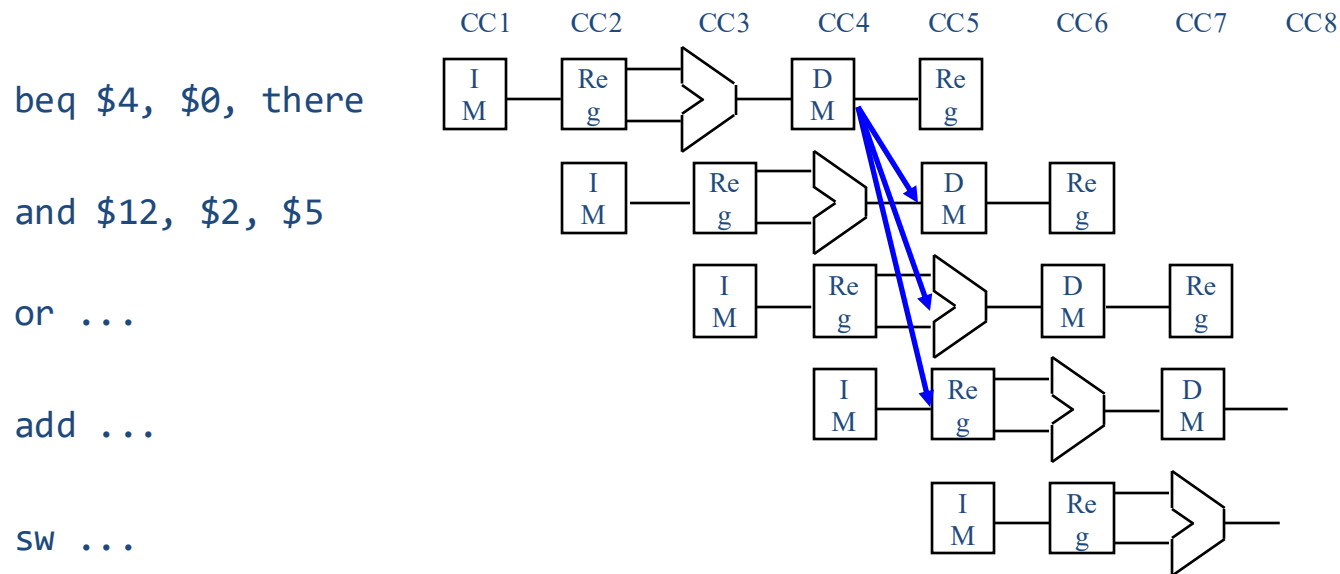 CC1 CC2 CC3 CC4 CC5 CC6 CC7 CC8
beq $4, $0, there
I
M
Re
g
D
M
Re
g
and $12, $2, $5
I
M
Re
g
D
M
Re
g
or ...
I
M
Re
g
D
M
Re
g
add ...
I
M
Re
g
D
M
sw ...
I
M
Re
g